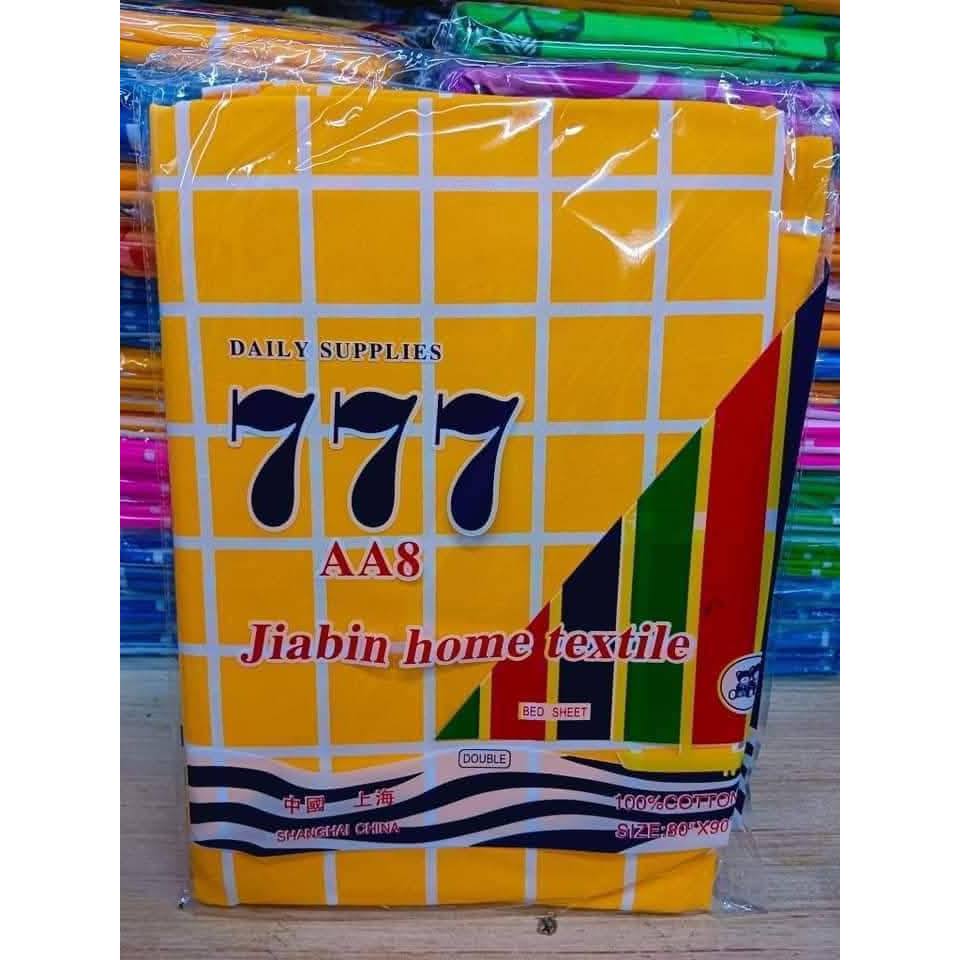 DAILY SUPPLIES
777
AA8
Jiabin home textile
BED SHEET
DOUBLE
中國 上海
SHANGHAI CHINA
100%COTTON
SIZE:80"X90